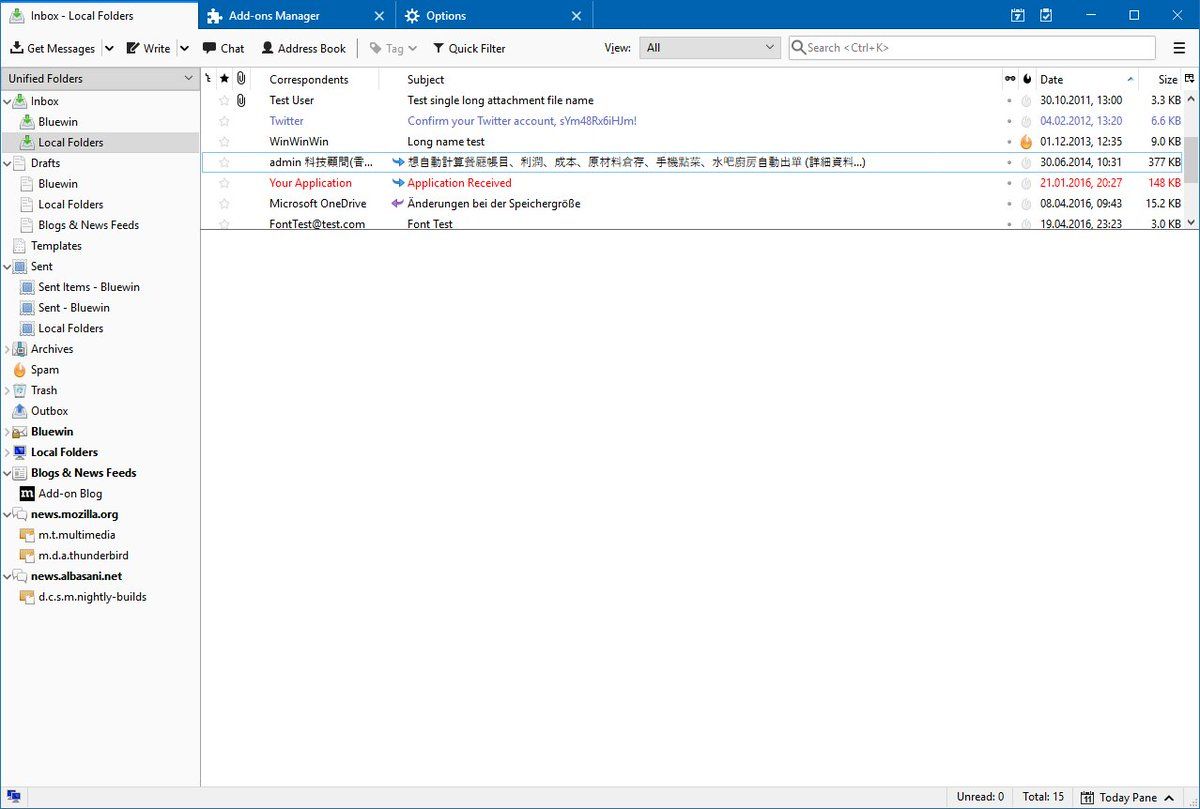 Inbox - Local Folders
Add-ons Manager
Options
Get Messages
Write
Chat
Address Book
Tag
Quick Filter
View:
All
Search <Ctrl+K>
Unified Folders
Inbox
Bluewin
Local Folders
Drafts
Bluewin
Local Folders
Blogs & News Feeds
Templates
Sent
Sent Items - Bluewin
Sent - Bluewin
Local Folders
Archives
Spam
Trash
Outbox
Bluewin
Local Folders
Blogs & News Feeds
Add-on Blog
news.mozilla.org
m.t.multimedia
m.d.a.thunderbird
news.albasani.net
d.c.s.m.nightly-builds
Correspondents Subject Date Size
Test User Test single long attachment file name 30.10.2011, 13:00 3.3 KB
Twitter Confirm your Twitter account, sYm48Rx6iHJm! 04.02.2012, 13:20 6.6 KB
WinWinWin Long name test 01.12.2013, 12:35 9.0 KB
admin 科技顧問(香... 想自動計算餐庭帳目、利潤、成本、原材料倉存、手機點菜、水吧廚房自動出單 (詳細資料...) 30.06.2014, 10:31 377 KB
Your Application Application Received 21.01.2016, 20:27 148 KB
Microsoft OneDrive Änderungen bei der Speichergröße 08.04.2016, 09:43 15.2 KB
FontTest@test.com Font Test 19.04.2016, 23:23 3.0 KB
Unread: 0
Total: 15
Today Pane